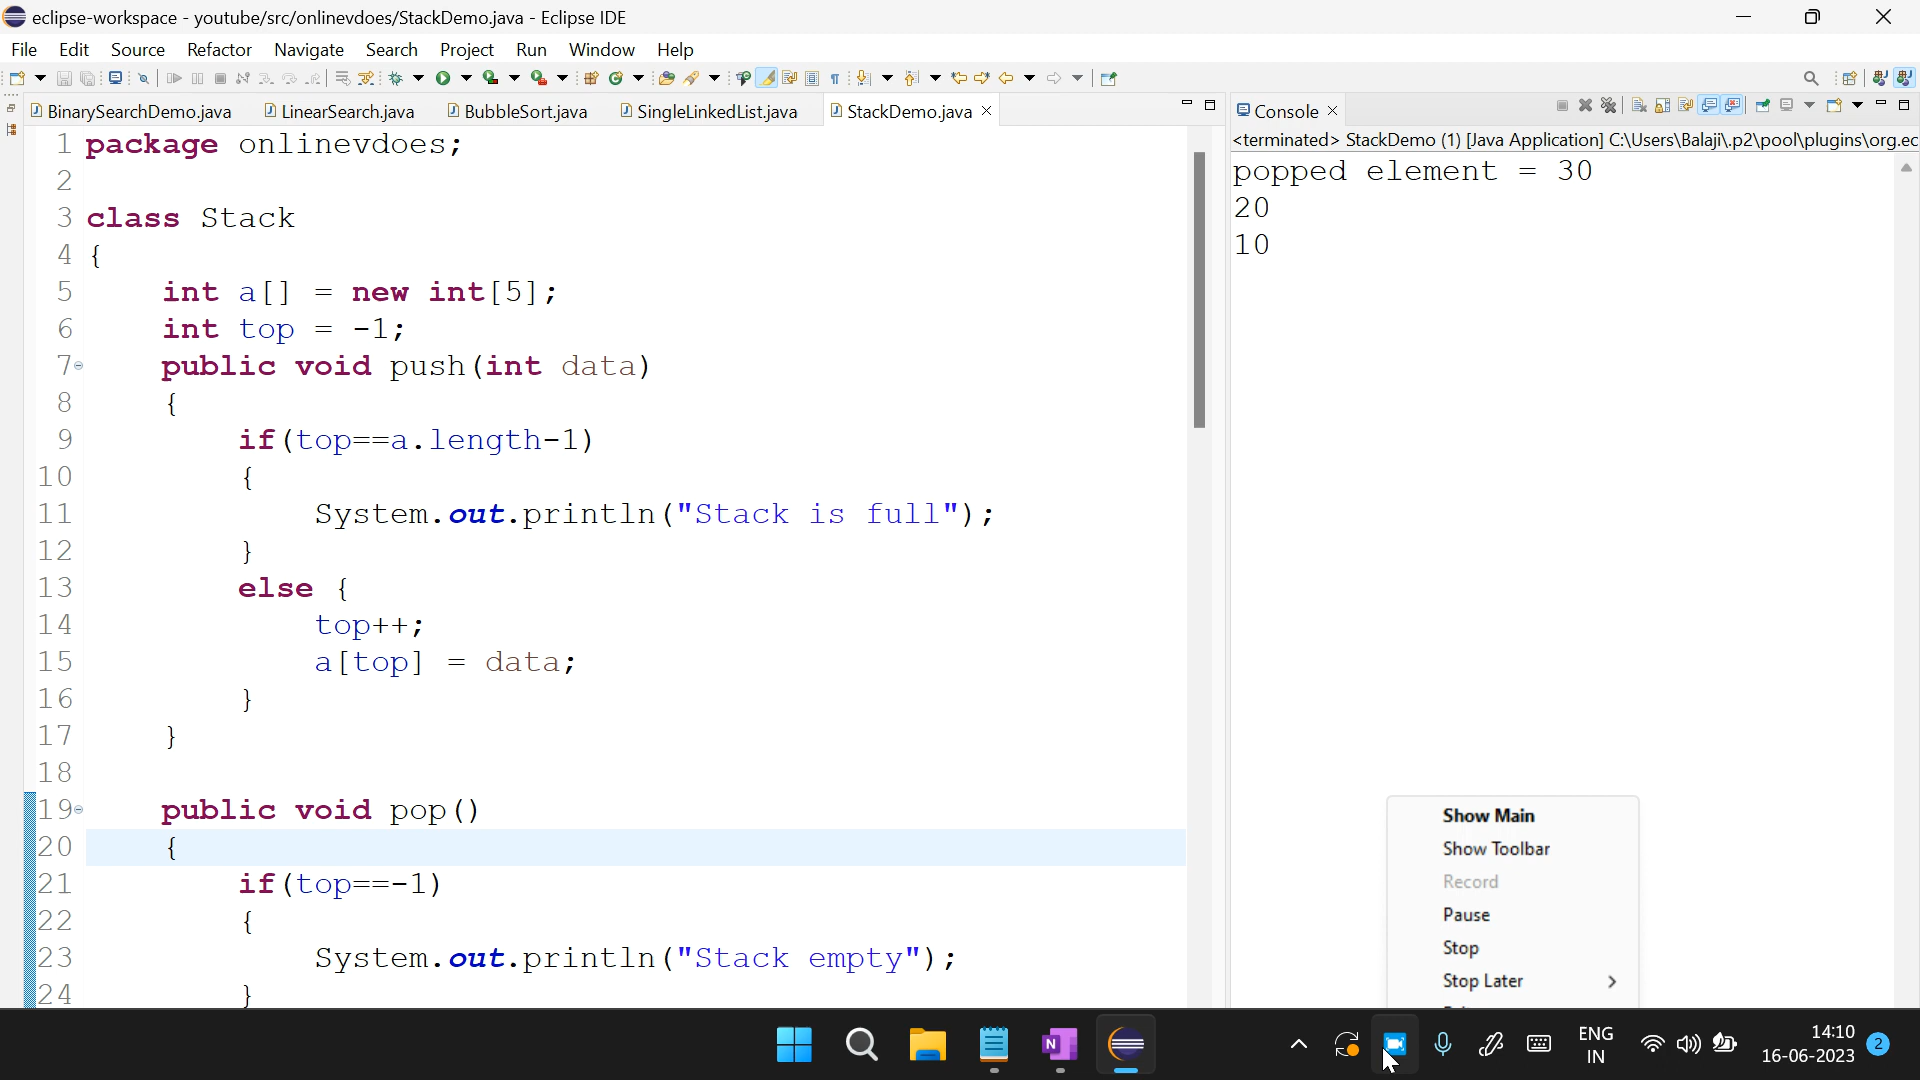 eclipse-workspace - youtube/src/onlinevdoes/StackDemo.java - Eclipse IDE
File Edit Source Refactor Navigate Search Project Run Window Help
BinarySearchDemo.java LinearSearch.java BubbleSort.java SingleLinkedList.java StackDemo.java
1 package onlinevdoes;
2
3 class Stack
4 {
5 int a[] = new int[5];
6 int top = -1;
7 public void push(int data)
8 {
9 if(top==a.length-1)
10 {
11 System.out.println("Stack is full");
12 }
13 else {
14 top++;
15 a[top] = data;
16 }
17 }
18
19 public void pop()
20 {
21 if(top==-1)
22 {
23 System.out.println("Stack empty");
24 }
Console
<terminated> StackDemo (1) [Java Application] C:\Users\Balaji\.p2\pool\plugins\org.ec
popped element = 30
20
10
Show Main
Show Toolbar
Record
Pause
Stop
Stop Later
ENG
IN
14:10
16-06-2023
2